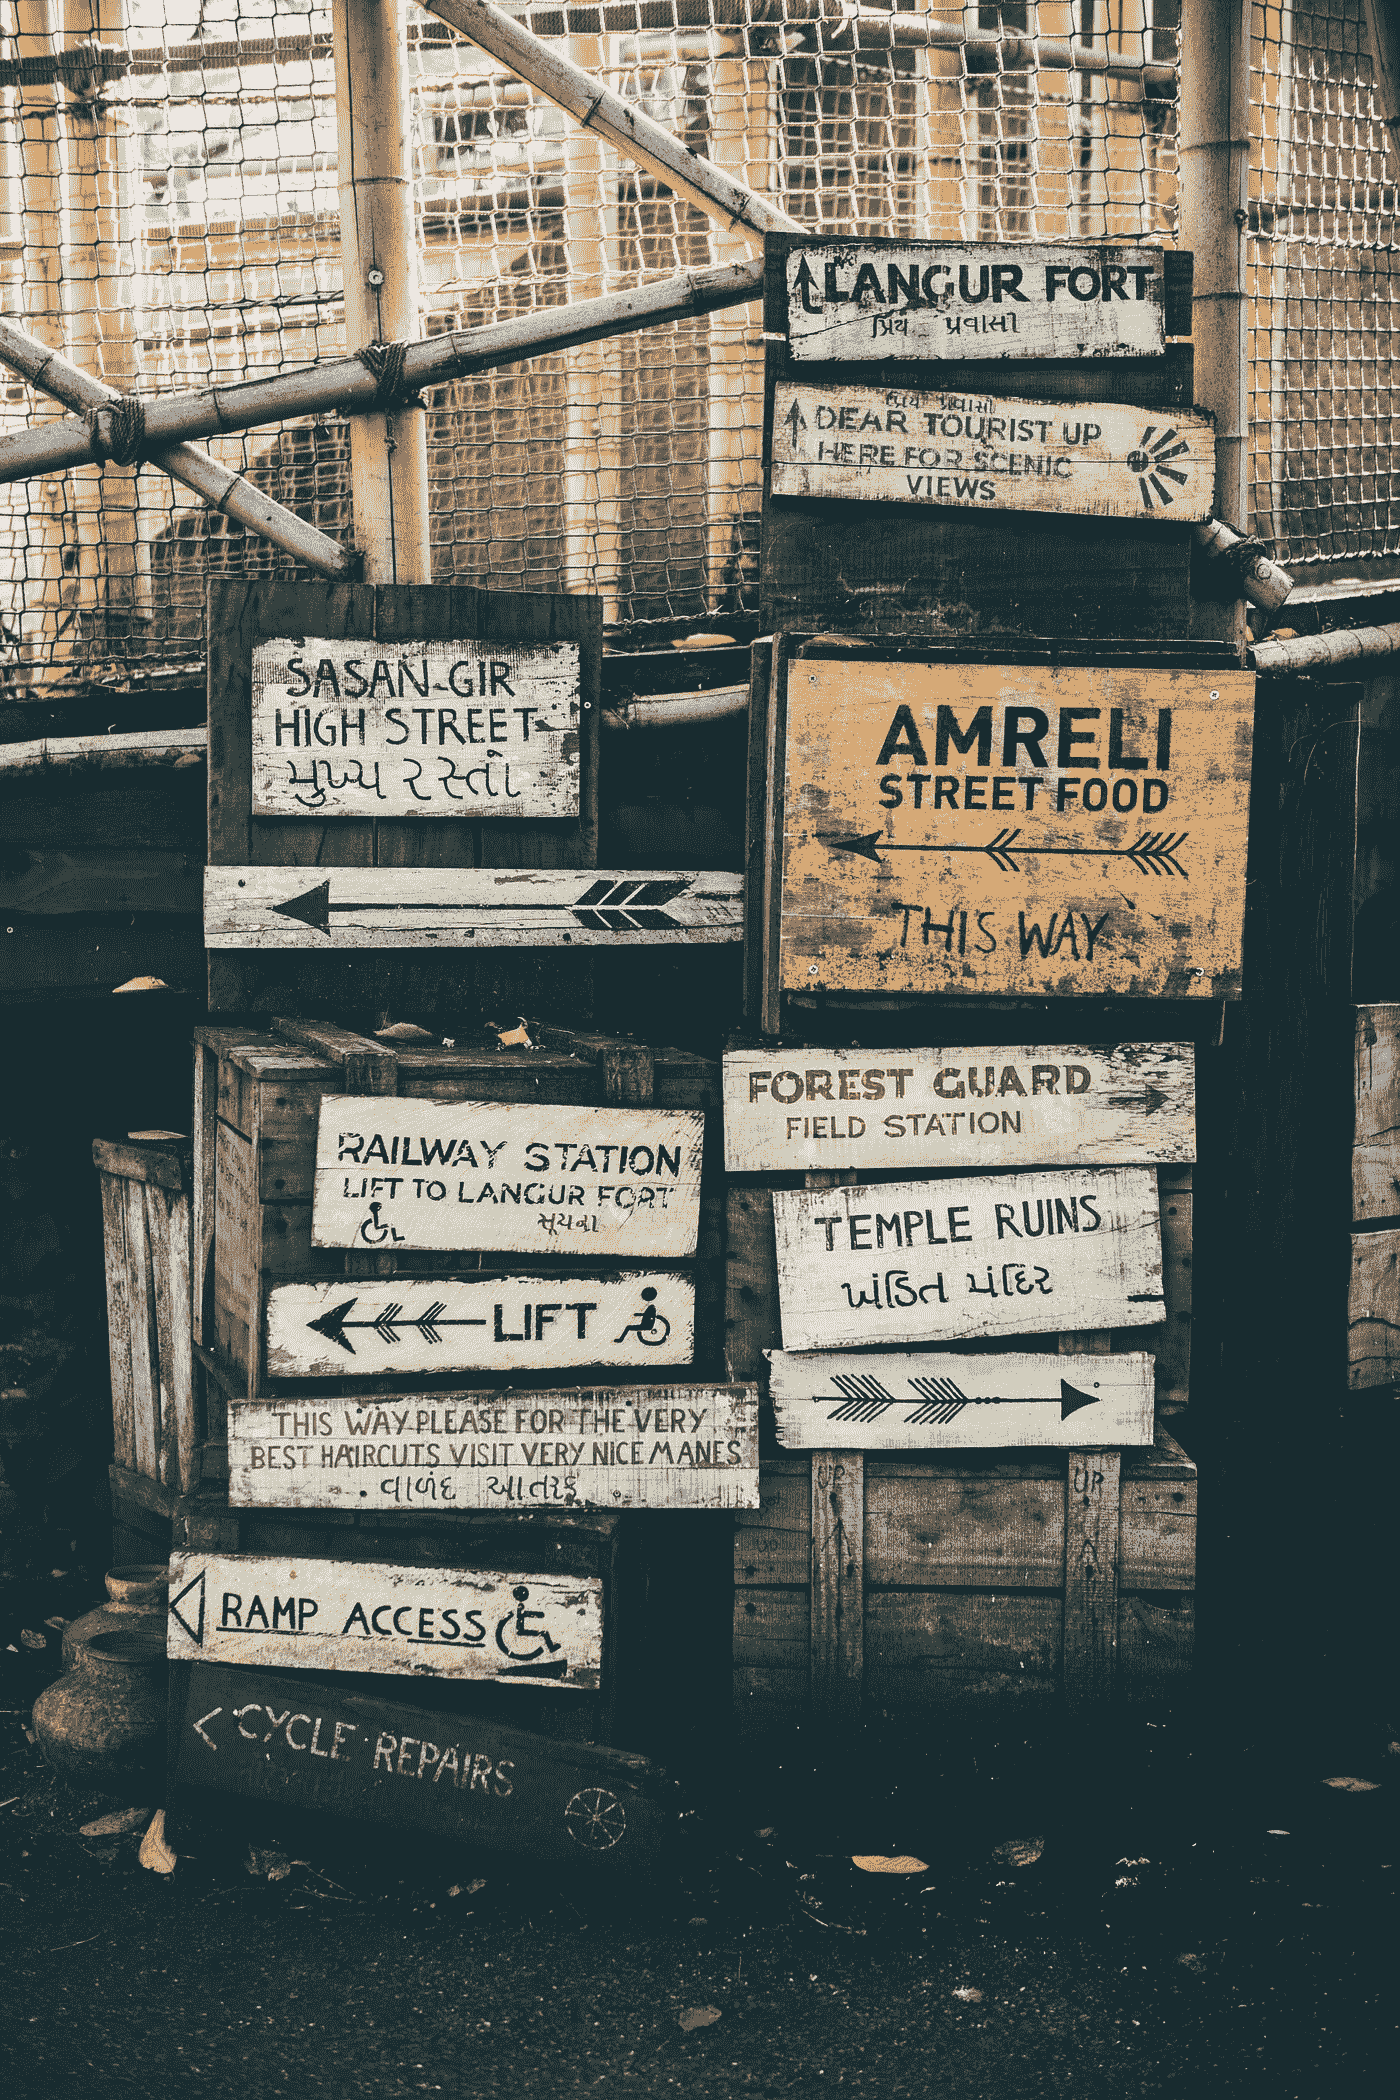 LANGUR FORT
પ્રિય પ્રવાસી
પ્રિય પ્રવાસી
DEAR TOURIST UP
HERE FOR SCENIC
VIEWS
SASAN-GIR
HIGH STREET
મુખ્ય રસ્તો
AMRELI
STREET FOOD
THIS WAY
FOREST GUARD
FIELD STATION
RAILWAY STATION
LIFT TO LANGUR FORT
સૂચના
TEMPLE RUINS
ખંડિત મંદિર
LIFT
THIS WAY PLEASE FOR THE VERY
BEST HAIRCUTS VISIT VERY NICE MANES
વાળંદ આતરફ
UP UP
RAMP ACCESS
CYCLE REPAIRS